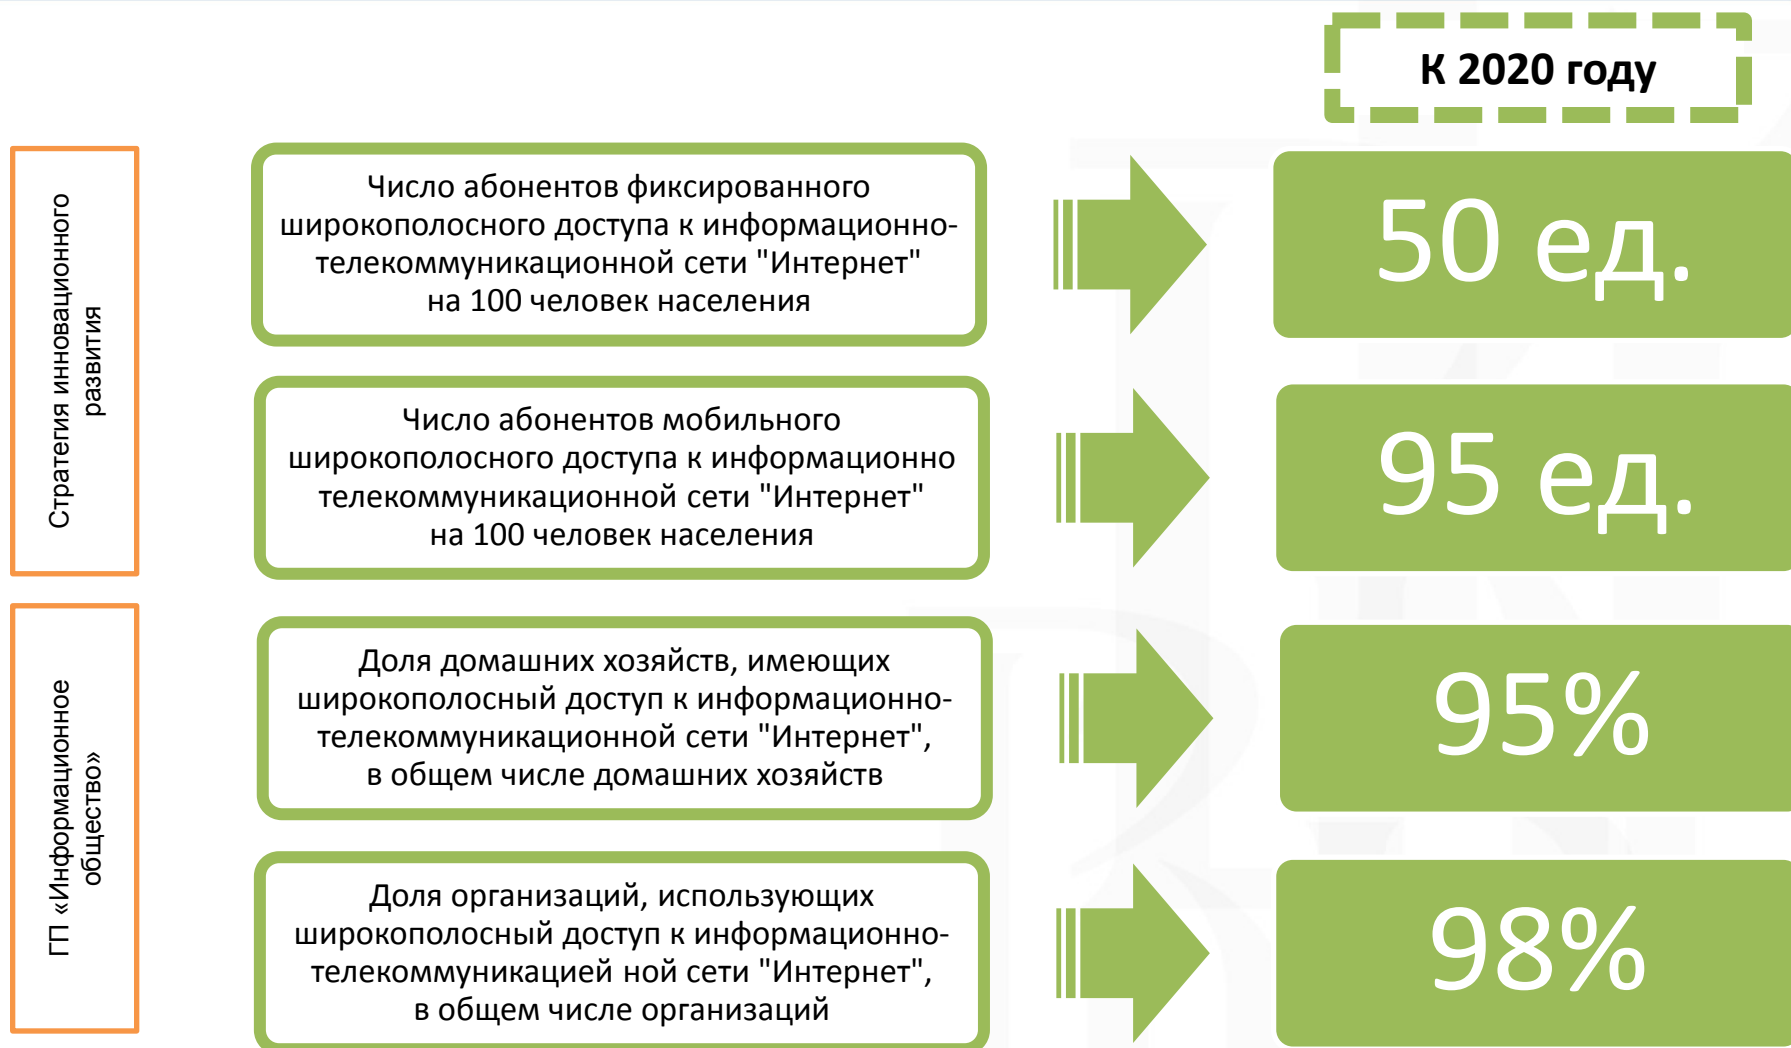 К 2020 году
Стратегия инновационного
развития
Число абонентов фиксированного
широкополосного доступа к информационно-
телекоммуникационной сети "Интернет"
на 100 человек населения
50 ед.
Число абонентов мобильного
широкополосного доступа к информационно
телекоммуникационной сети "Интернет"
на 100 человек населения
95 ед.
ГП «Информационное
общество»
Доля домашних хозяйств, имеющих
широкополосный доступ к информационно-
телекоммуникационной сети "Интернет",
в общем числе домашних хозяйств
95%
Доля организаций, использующих
широкополосный доступ к информационно-
телекоммуникацией ной сети "Интернет",
в общем числе организаций
98%